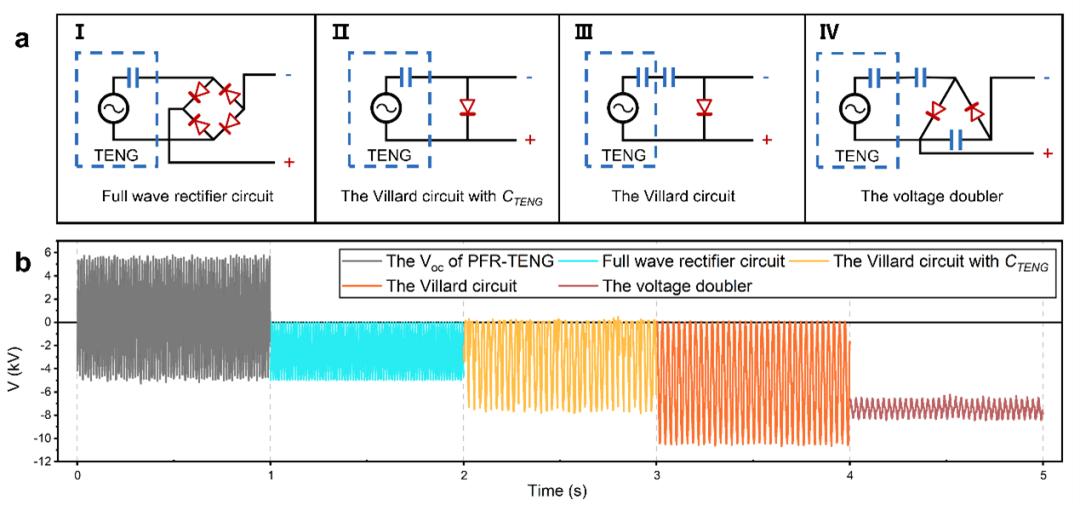 a
I
II
III
IV
-
+
TENG
-
+
TENG
-
+
TENG
-
+
TENG
Full wave rectifier circuit
The Villard circuit with CTENG
The Villard circuit
The voltage doubler
b
The Voc of PFR-TENG
Full wave rectifier circuit
The Villard circuit with CTENG
The Villard circuit
The voltage doubler
V (kV)
6
4
2
0
-2
-4
-6
-8
-10
-12
0
1
2
3
4
5
Time (s)